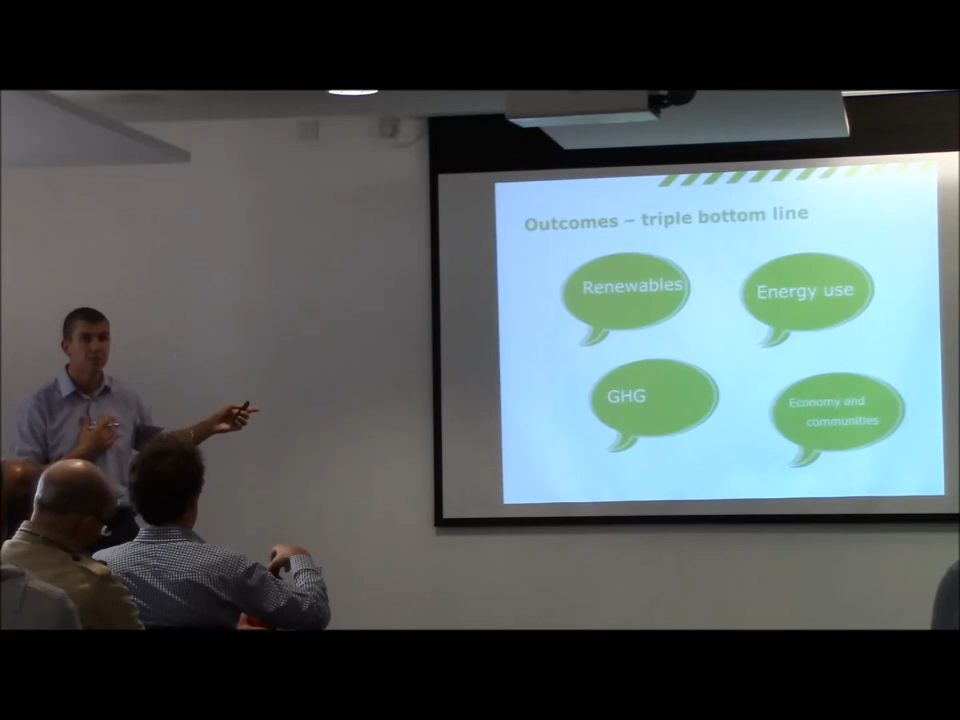 Outcomes – triple bottom line
Renewables
Energy use
GHG
Economy and
communities